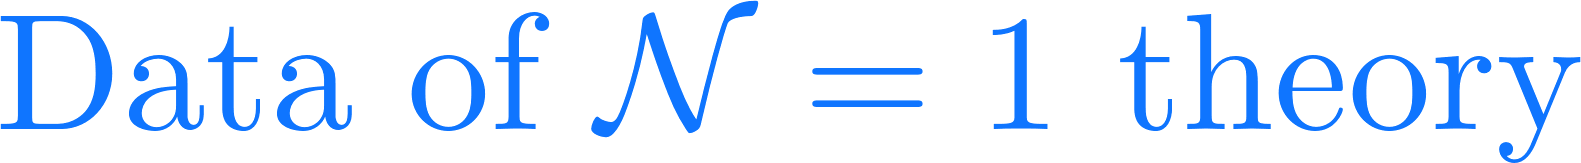 Data of 𝒩 = 1 theory